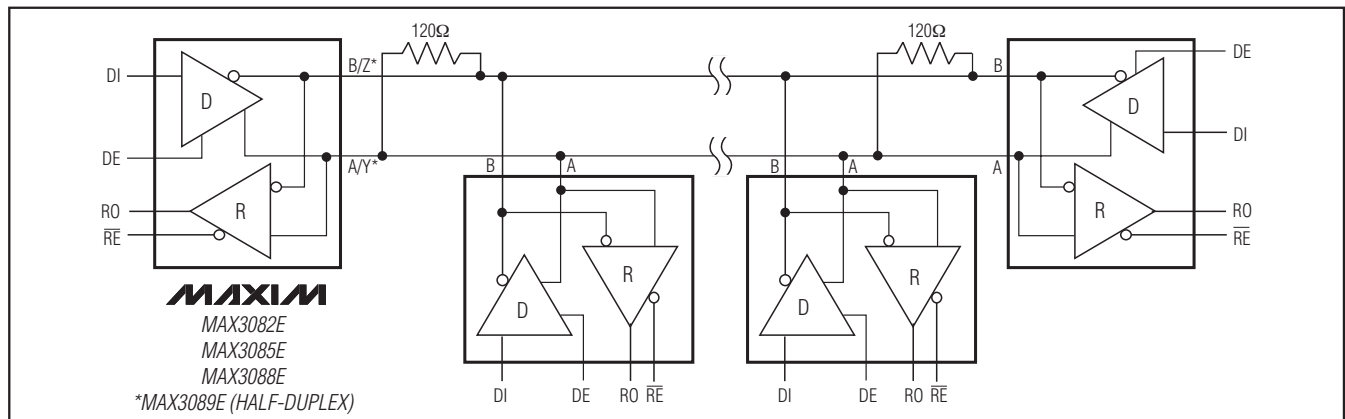 120Ω
120Ω
DI
B/Z*
B
DE
D
D
DI
DE
A/Y*
B
A
B
A
A
RO
R
R
RO
RE
RE
R
R
D
D
MAXIM
MAX3082E
MAX3085E
MAX3088E
*MAX3089E (HALF-DUPLEX)
DI
DE
RO
RE
DI
DE
RO
RE